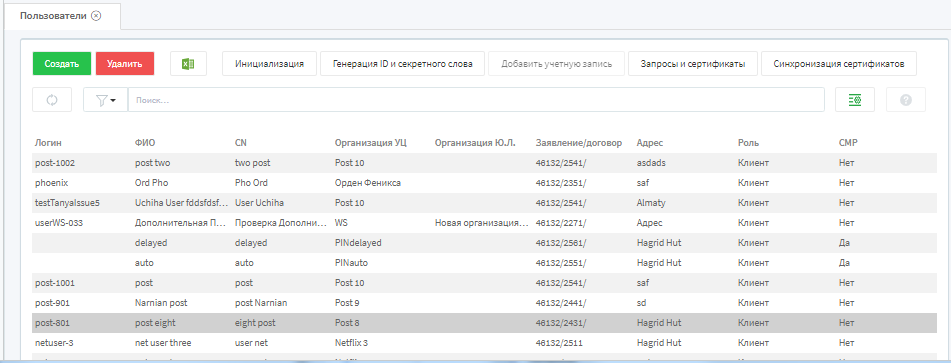 Пользователи
Создать Удалить Инициализация Генерация ID и секретного слова Добавить учетную запись Запросы и сертификаты Синхронизация сертификатов
Поиск...
Логин ФИО CN Организация УЦ Организация Ю.Л. Заявление/договор Адрес Роль CMP
post-1002 post two two post Post 10 46132/2541/ asdads Клиент Нет
phoenix Ord Pho Pho Ord Орден Феникса 46132/2351/ saf Клиент Нет
testTanyaIssue5 Uchiha User fddsfdsf... User Uchiha Post 10 46132/2541/ Almaty Клиент Нет
userWS-033 Дополнительная П... Проверка Дополни... WS Новая организация... 46132/2271/ Адрес Клиент Нет
delayed delayed PINdelayed 46132/2561/ Hagrid Hut Клиент Да
auto auto PINauto 46132/2551/ Hagrid Hut Клиент Да
post-1001 post post Post 10 46132/2541/ saf Клиент Нет
post-901 Narnian post post Narnian Post 9 46132/2441/ sd Клиент Нет
post-801 post eight eight post Post 8 46132/2431/ Hagrid Hut Клиент Нет
netuser-3 net user three user net Netflix 3 46132/2511 Hagrid Hut Клиент Нет